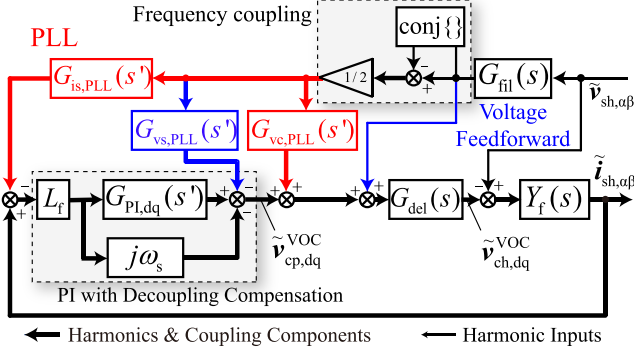 Frequency coupling
conj{}
PLL
G_is,PLL(s')
1/2
− +
G_fil(s)
ṽ_sh,αβ
G_vs,PLL(s')
G_vc,PLL(s')
Voltage
Feedforward
ĩ_sh,αβ
− +
L_f
G_PI,dq(s')
+ − −
+ +
+ +
G_del(s)
− +
Y_f(s)
jω_s
ṽ_cp,dq^VOC
ṽ_ch,dq^VOC
PI with Decoupling Compensation
Harmonics & Coupling Components
Harmonic Inputs